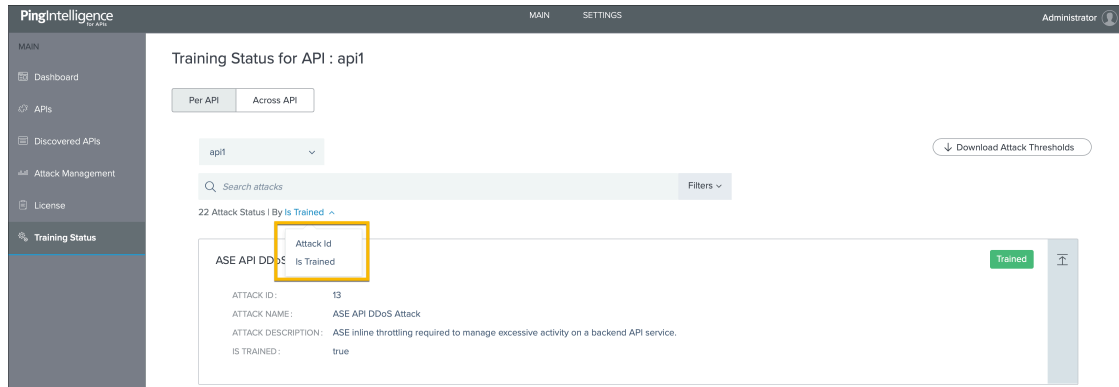 PingIntelligence
for APIs
MAIN
SETTINGS
Administrator
MAIN
Dashboard
APIs
Discovered APIs
Attack Management
License
Training Status
Training Status for API : api1
Per API
Across API
api1
Download Attack Thresholds
Search attacks
Filters
22 Attack Status | By Is Trained
Attack Id
Is Trained
ASE API DDoS
Trained
ATTACK ID :
13
ATTACK NAME :
ASE API DDoS Attack
ATTACK DESCRIPTION :
ASE inline throttling required to manage excessive activity on a backend API service.
IS TRAINED :
true